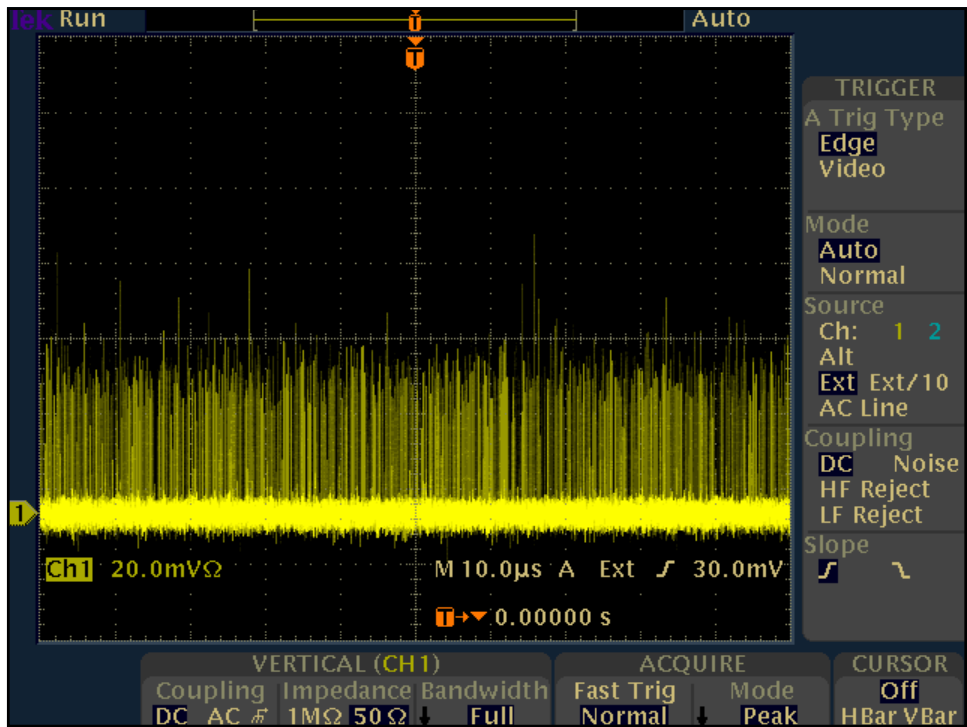 Tek Run Auto
T
T
TRIGGER
A Trig Type
Edge
Video
Mode
Auto
Normal
Source
Ch: 1 2
Alt
Ext Ext/10
AC Line
Coupling
DC Noise
HF Reject
LF Reject
Slope
1
Ch1 20.0mVΩ M 10.0µs A Ext 30.0mV
T 0.00000 s
VERTICAL (CH1) ACQUIRE CURSOR
Coupling Impedance Bandwidth Fast Trig Mode Off
DC AC 1MΩ 50 Ω Full Normal Peak HBar VBar